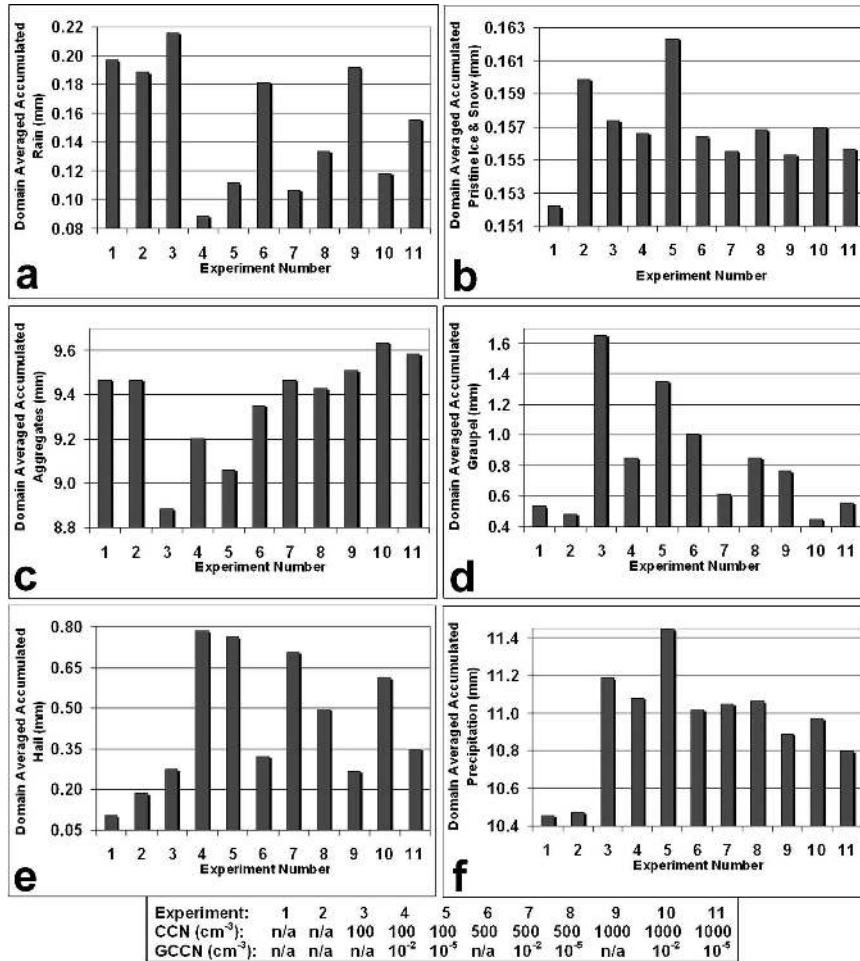 Domain Averaged Accumulated
Rain (mm)
0.22
0.20
0.18
0.16
0.14
0.12
0.10
0.08
1 2 3 4 5 6 7 8 9 10 11
Experiment Number
a
Domain Averaged Accumulated
Pristine Ice & Snow (mm)
0.163
0.161
0.159
0.157
0.155
0.153
0.151
1 2 3 4 5 6 7 8 9 10 11
Experiment Number
b
Domain Averaged Accumulated
Aggregates (mm)
9.6
9.4
9.2
9.0
8.8
1 2 3 4 5 6 7 8 9 10 11
Experiment Number
c
Domain Averaged Accumulated
Graupel (mm)
1.6
1.4
1.2
1.0
0.8
0.6
0.4
1 2 3 4 5 6 7 8 9 10 11
Experiment Number
d
Domain Averaged Accumulated
Hail (mm)
0.80
0.65
0.50
0.35
0.20
0.05
1 2 3 4 5 6 7 8 9 10 11
Experiment Number
e
Domain Averaged Accumulated
Precipitation (mm)
11.4
11.2
11.0
10.8
10.6
10.4
1 2 3 4 5 6 7 8 9 10 11
Experiment Number
f
Experiment: 1 2 3 4 5 6 7 8 9 10 11
CCN (cm⁻³): n/a n/a 100 100 100 500 500 500 1000 1000 1000
GCCN (cm⁻³): n/a n/a n/a 10⁻² 10⁻⁵ n/a 10⁻² 10⁻⁵ n/a 10⁻² 10⁻⁵